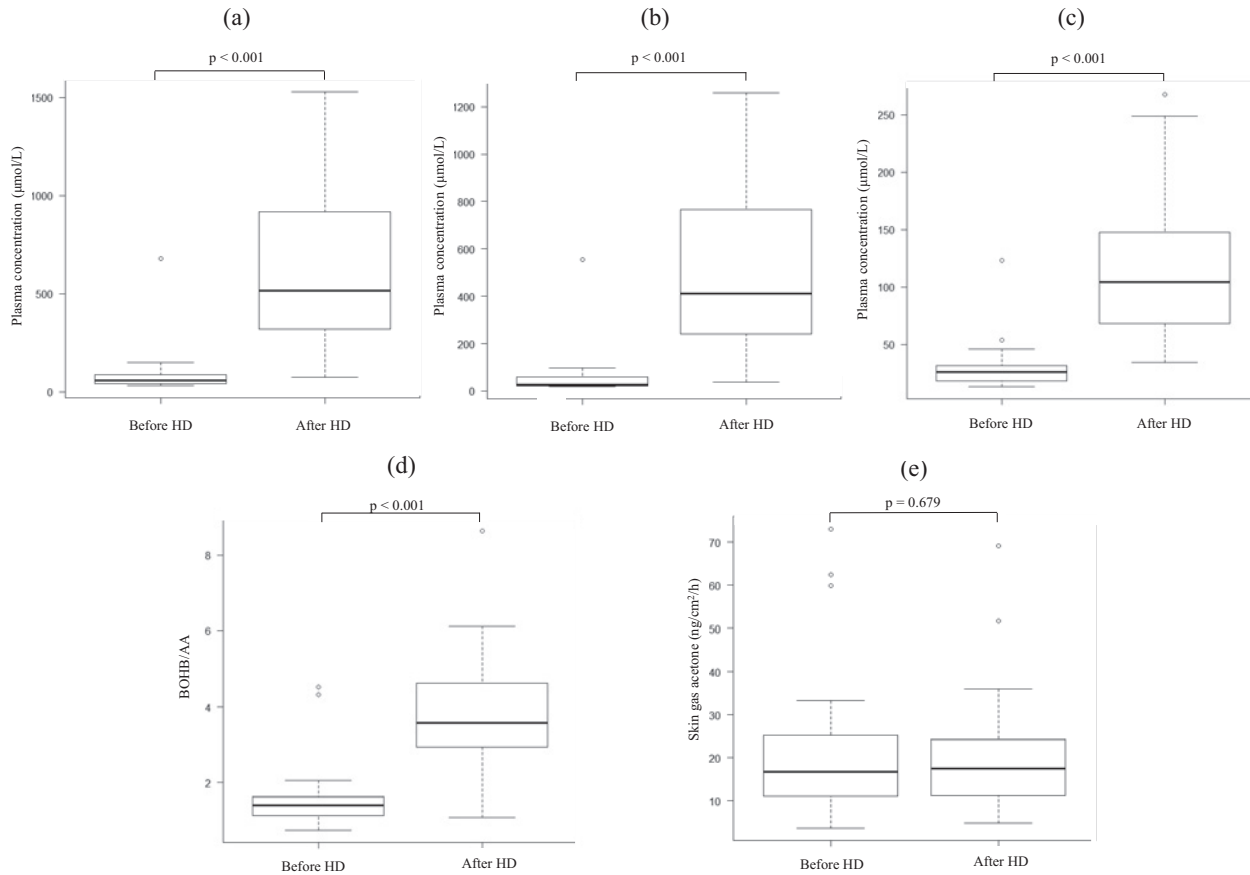 (a)
(b)
(c)
p < 0.001
p < 0.001
p < 0.001
Plasma concentration (μmol/L)
1500
1000
500
0
Before HD
After HD
Plasma concentration (μmol/L)
1200
1000
800
600
400
200
0
Before HD
After HD
Plasma concentration (μmol/L)
250
200
150
100
50
Before HD
After HD
(d)
(e)
p < 0.001
p = 0.679
BOHB/AA
8
6
4
2
Before HD
After HD
Skin gas acetone (ng/cm²/h)
70
60
50
40
30
20
10
Before HD
After HD